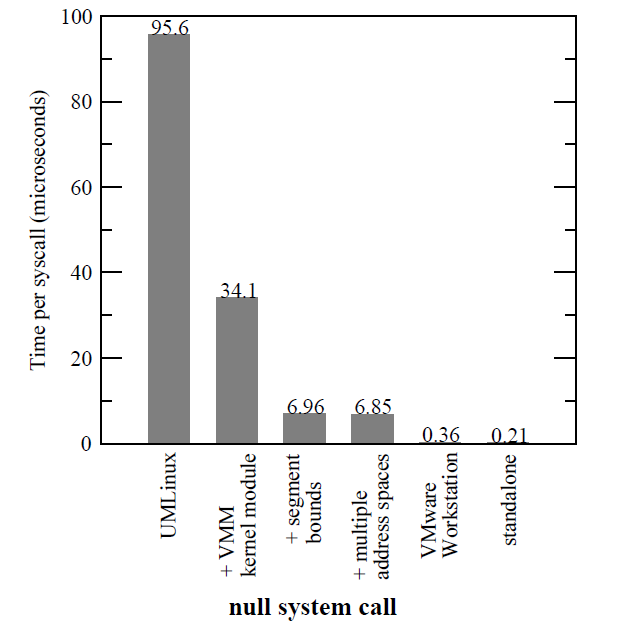 100
80
60
40
20
0
Time per syscall (microseconds)
95.6
34.1
6.96
6.85
0.36
0.21
UMLinux
+ VMM
kernel module
+ segment
bounds
+ multiple
address spaces
VMware
Workstation
standalone
null system call